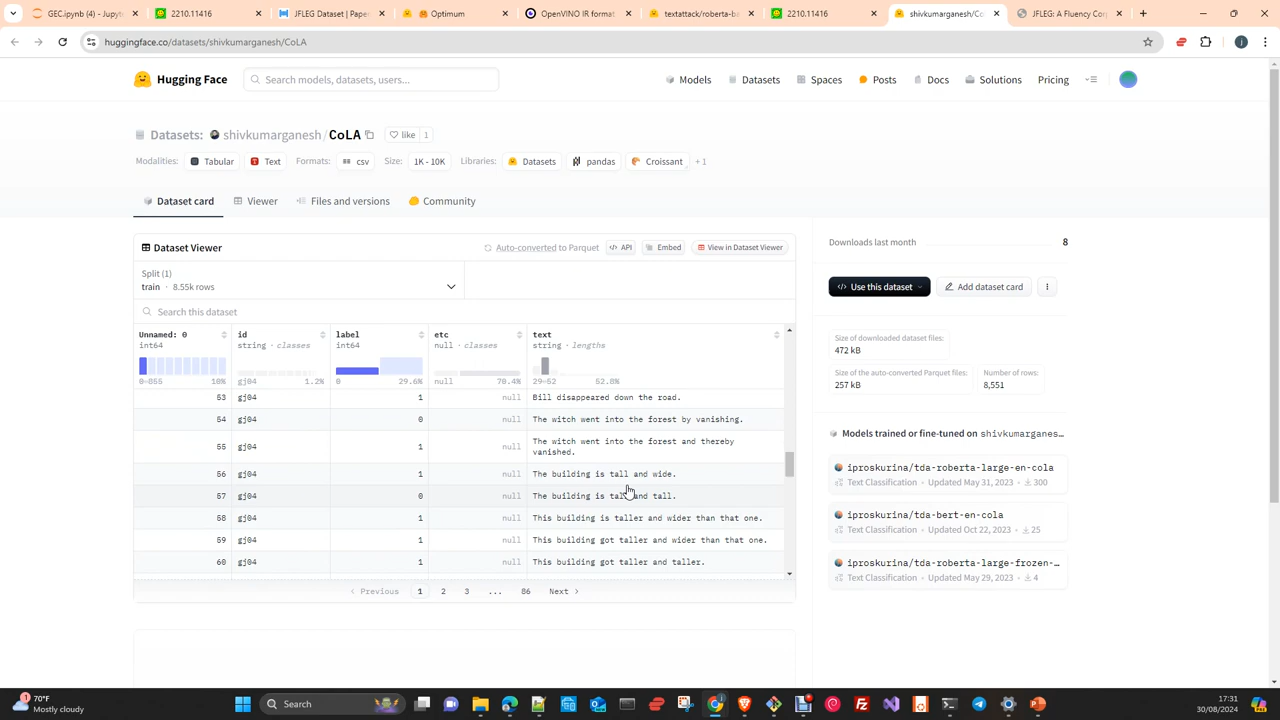 GEC.ipynb (4) - Jupyt
2210.11416
JFLEG Dataset | Paper
Optimum
OpenVINO IR format
textattack/roberta-b
2210.11416
shivkumarganesh/Co
JFLEG: A Fluency Cor
huggingface.co/datasets/shivkumarganesh/CoLA
Hugging Face
Search models, datasets, users...
Models
Datasets
Spaces
Posts
Docs
Solutions
Pricing
Datasets: shivkumarganesh/CoLA
like 1
Modalities: Tabular Text Formats: csv Size: 1K - 10K Libraries: Datasets pandas Croissant + 1
Dataset card
Viewer
Files and versions
Community
Dataset Viewer
Auto-converted to Parquet
API
Embed
View in Dataset Viewer
Split (1)
train · 8.55k rows
Search this dataset
Unnamed: 0 id label etc text
int64 string · classes int64 null · classes string · lengths
0–855 10% gj04 1.2% 0 29.6% null 70.4% 29–52 52.8%
53 gj04 1 null Bill disappeared down the road.
54 gj04 0 null The witch went into the forest by vanishing.
55 gj04 1 null The witch went into the forest and thereby
vanished.
56 gj04 1 null The building is tall and wide.
57 gj04 0 null The building is tall and tall.
58 gj04 1 null This building is taller and wider than that one.
59 gj04 1 null This building got taller and wider than that one.
60 gj04 1 null This building got taller and taller.
Previous 1 2 3 ... 86 Next
Downloads last month 8
Use this dataset
Add dataset card
Size of downloaded dataset files:
472 kB
Size of the auto-converted Parquet files:
257 kB
Number of rows:
8,551
Models trained or fine-tuned on shivkumarganes…
iproskurina/tda-roberta-large-en-cola
Text Classification · Updated May 31, 2023 · 300
iproskurina/tda-bert-en-cola
Text Classification · Updated Oct 22, 2023 · 25
iproskurina/tda-roberta-large-frozen-…
Text Classification · Updated May 29, 2023 · 4
1
70°F
Mostly cloudy
Search
17:31
30/08/2024